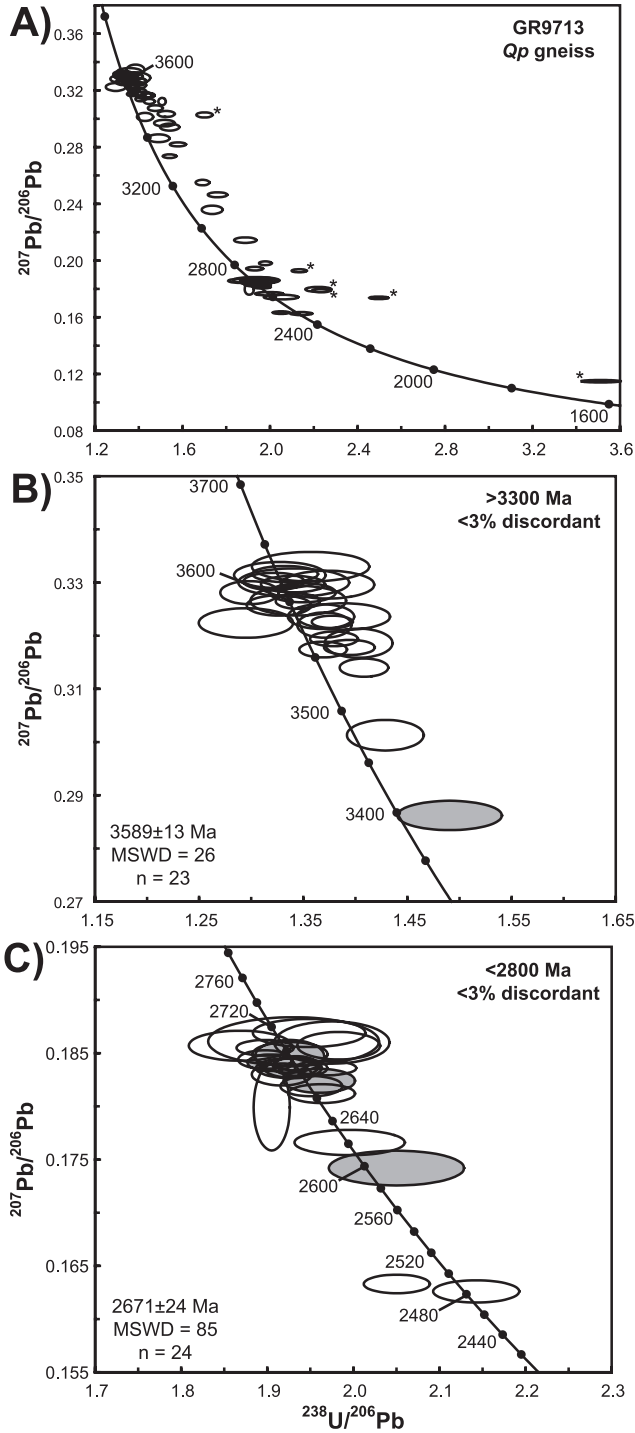 A)
GR9713
Qp gneiss
0.36
0.32
0.28
0.24
0.20
0.16
0.12
0.08
207Pb/206Pb
3600
3200
2800
2400
2000
1600
*
*
*
*
*
*
1.2 1.6 2.0 2.4 2.8 3.2 3.6
B)
>3300 Ma
<3% discordant
0.35
0.33
0.31
0.29
0.27
207Pb/206Pb
3700
3600
3500
3400
3589±13 Ma
MSWD = 26
n = 23
1.15 1.25 1.35 1.45 1.55 1.65
C)
<2800 Ma
<3% discordant
0.195
0.185
0.175
0.165
0.155
207Pb/206Pb
2760
2720
2640
2600
2560
2520
2480
2440
2671±24 Ma
MSWD = 85
n = 24
1.7 1.8 1.9 2.0 2.1 2.2 2.3
238U/206Pb